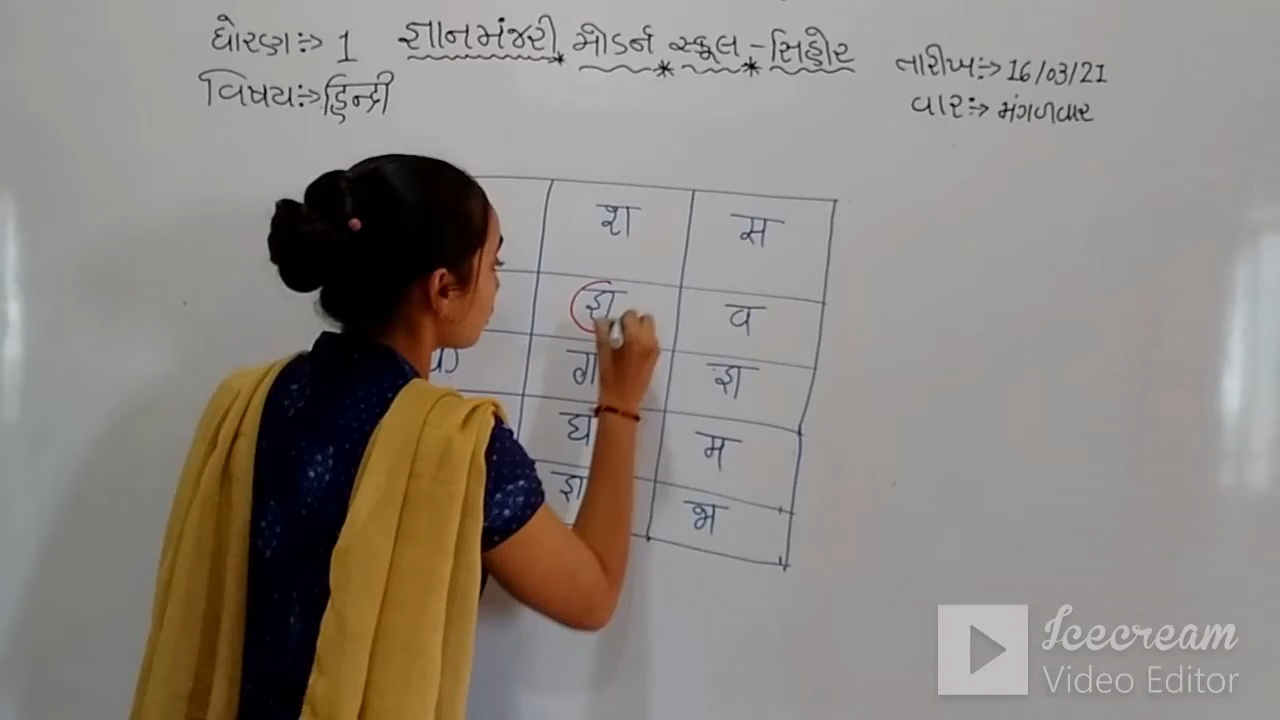 ધોરણ:-> 1 જ્ઞાનમંજરી મોડર્ન સ્કૂલ - સિહોર
તારીખ:-> 16/03/21
વિષય:-> હિન્દી
વાર:-> મંગળવાર
श स
ज्ञ व
क ग ज्ञ
घ म
ज्ञ भ
Icecream
Video Editor